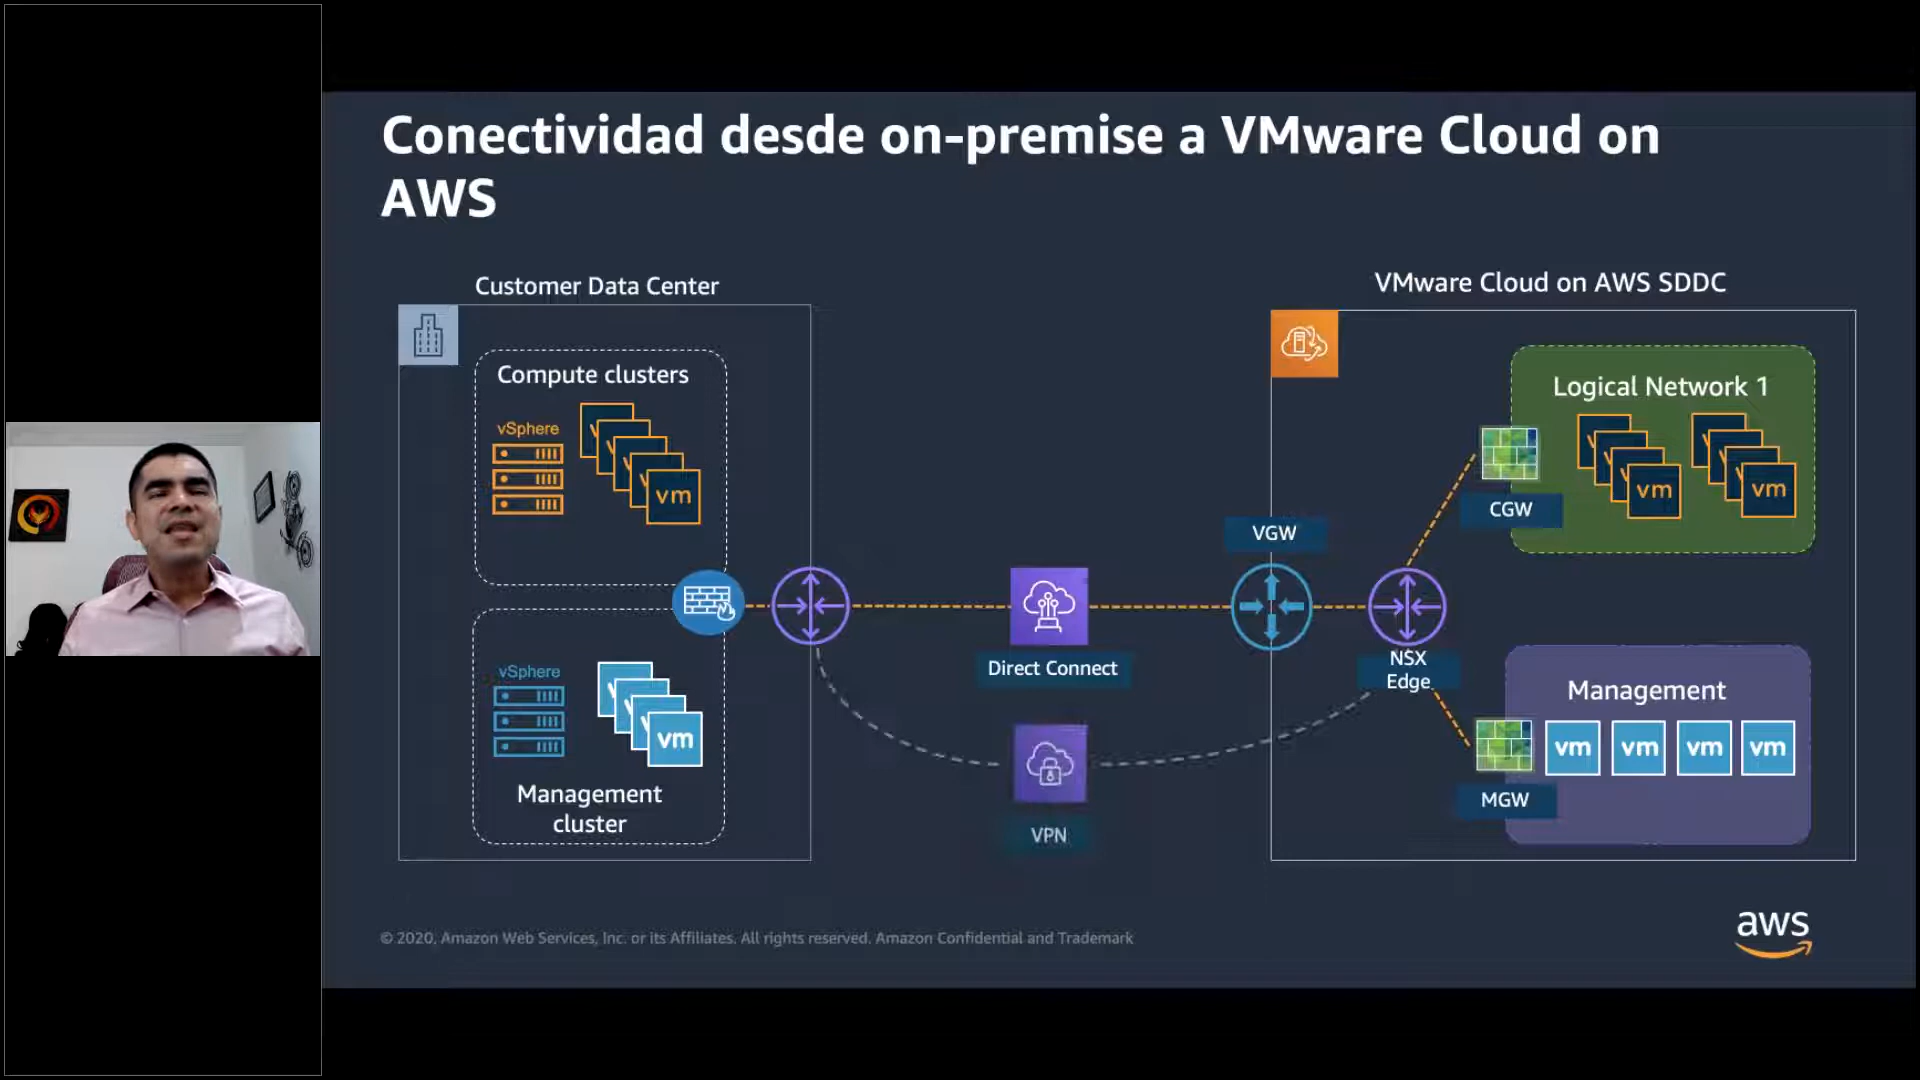 Conectividad desde on-premise a VMware Cloud on
AWS
Customer Data Center
VMware Cloud on AWS SDDC
Compute clusters
vSphere
vm
Management
cluster
vSphere
vm
Direct Connect
VPN
VGW
NSX
Edge
CGW
Logical Network 1
vm
vm
MGW
Management
vm
vm
vm
vm
© 2020, Amazon Web Services, Inc. or its Affiliates. All rights reserved. Amazon Confidential and Trademark
aws